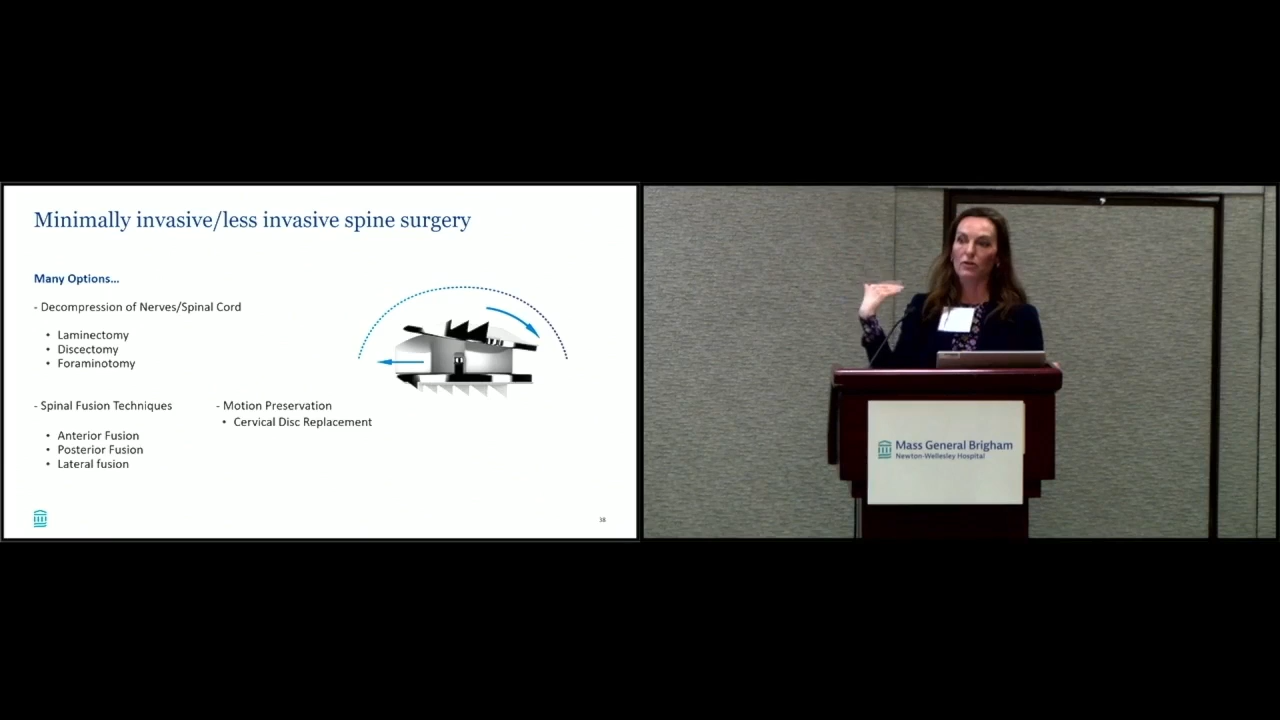 Minimally invasive/less invasive spine surgery
Many Options...
- Decompression of Nerves/Spinal Cord
• Laminectomy
• Discectomy
• Foraminotomy
- Spinal Fusion Techniques
• Anterior Fusion
• Posterior Fusion
• Lateral fusion
- Motion Preservation
• Cervical Disc Replacement
38
Mass General Brigham
Newton-Wellesley Hospital